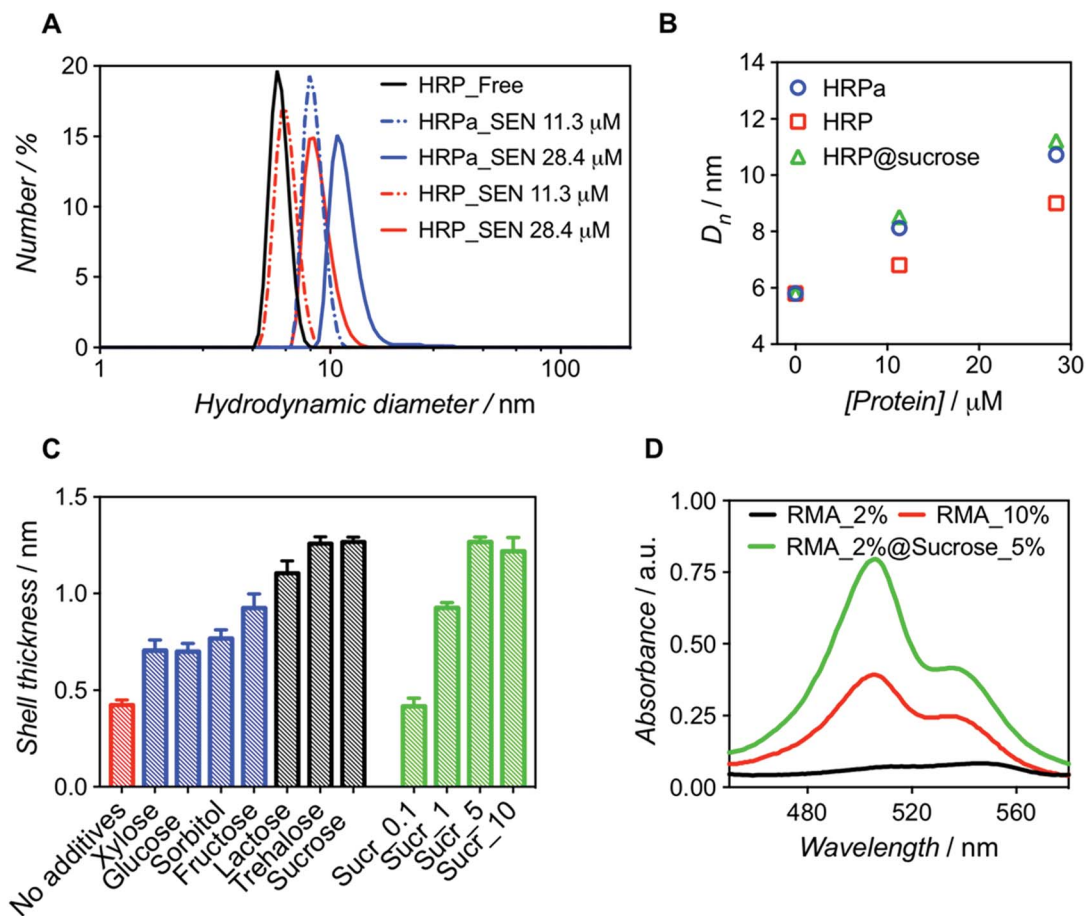 A
20
15
10
5
0
Number / %
HRP_Free
HRPa_SEN 11.3 µM
HRPa_SEN 28.4 µM
HRP_SEN 11.3 µM
HRP_SEN 28.4 µM
1
10
100
Hydrodynamic diameter / nm
B
14
12
10
8
6
4
Dn / nm
HRPa
HRP
HRP@sucrose
0
10
20
30
[Protein] / µM
C
1.5
1.0
0.5
0.0
Shell thickness / nm
No additives
Xylose
Glucose
Sorbitol
Fructose
Lactose
Trehalose
Sucrose
Sucr_0.1
Sucr_1
Sucr_5
Sucr_10
D
1.00
0.75
0.50
0.25
0.00
Absorbance / a.u.
RMA_2% RMA_10%
RMA_2%@Sucrose_5%
480
520
560
Wavelength / nm